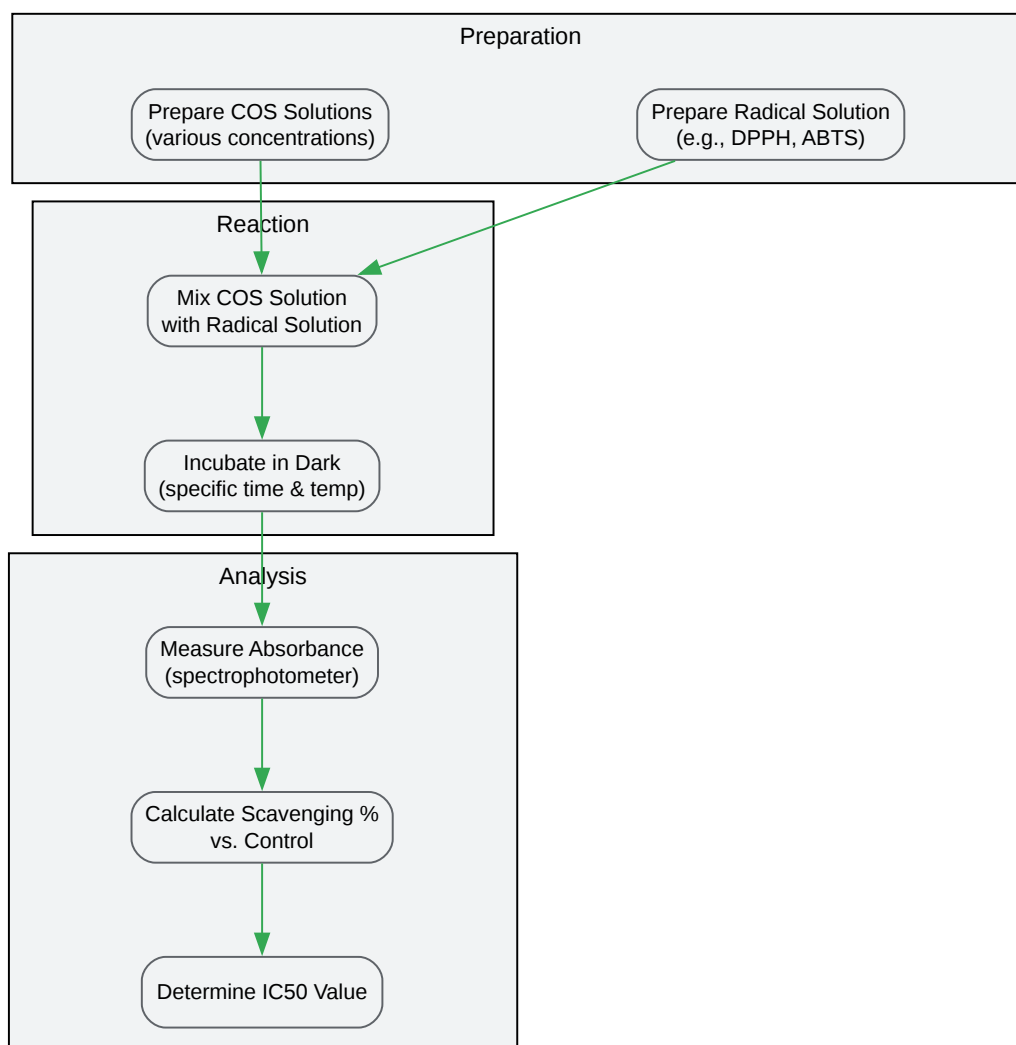 Preparation
Prepare COS Solutions
(various concentrations)
Prepare Radical Solution
(e.g., DPPH, ABTS)
Reaction
Mix COS Solution
with Radical Solution
Incubate in Dark
(specific time & temp)
Analysis
Measure Absorbance
(spectrophotometer)
Calculate Scavenging %
vs. Control
Determine IC50 Value